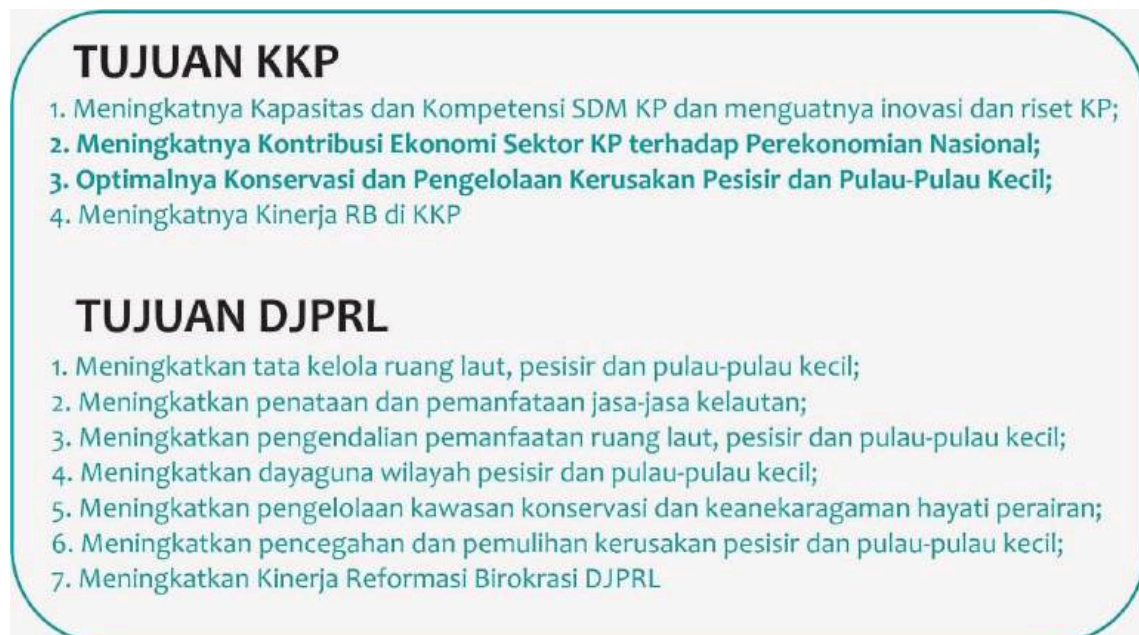 TUJUAN KKP
1. Meningkatnya Kapasitas dan Kompetensi SDM KP dan menguatnya inovasi dan riset KP;
2. Meningkatnya Kontribusi Ekonomi Sektor KP terhadap Perekonomian Nasional;
3. Optimalnya Konservasi dan Pengelolaan Kerusakan Pesisir dan Pulau-Pulau Kecil;
4. Meningkatnya Kinerja RB di KKP
TUJUAN DJPRL
1. Meningkatkan tata kelola ruang laut, pesisir dan pulau-pulau kecil;
2. Meningkatkan penataan dan pemanfataan jasa-jasa kelautan;
3. Meningkatkan pengendalian pemanfaatan ruang laut, pesisir dan pulau-pulau kecil;
4. Meningkatkan dayaguna wilayah pesisir dan pulau-pulau kecil;
5. Meningkatkan pengelolaan kawasan konservasi dan keanekaragaman hayati perairan;
6. Meningkatkan pencegahan dan pemulihan kerusakan pesisir dan pulau-pulau kecil;
7. Meningkatkan Kinerja Reformasi Birokrasi DJPRL